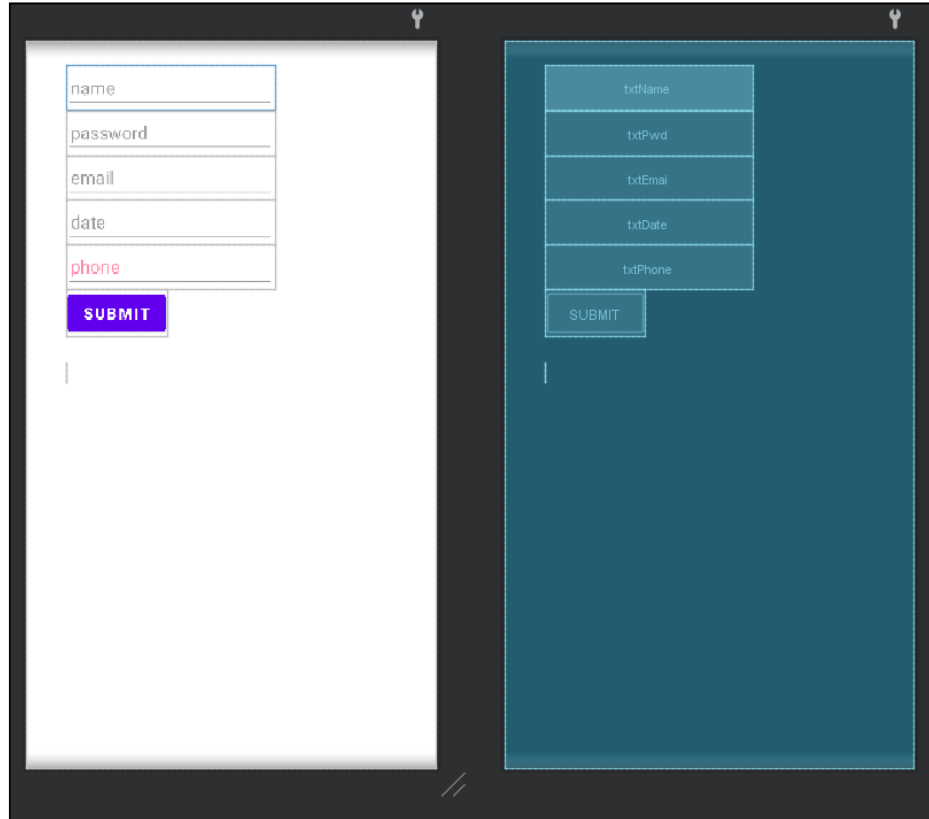 name
password
email
date
phone
SUBMIT
txtName
txtPwd
txtEmai
txtDate
txtPhone
SUBMIT